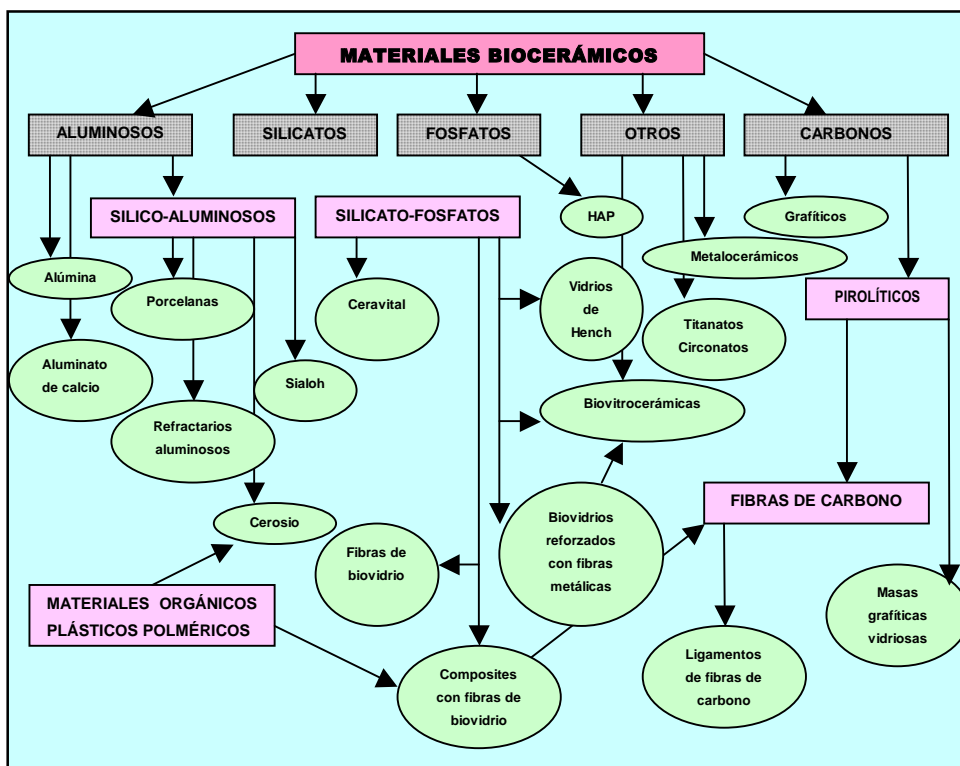 MATERIALES BIOCERÁMICOS
ALUMINOSOS
SILICATOS
FOSFATOS
OTROS
CARBONOS
SILICO-ALUMINOSOS
SILICATO-FOSFATOS
HAP
Grafíticos
Alúmina
Metalocerámicos
Porcelanas
Ceravital
Vidrios
de
Hench
PIROLÍTICOS
Titanatos
Circonatos
Aluminato
de calcio
Sialoh
Biovitrocerámicas
Refractarios
aluminosos
FIBRAS DE CARBONO
Cerosio
Fibras de
biovidrio
Biovidrios
reforzados
con fibras
metálicas
MATERIALES ORGÁNICOS
PLÁSTICOS POLMÉRICOS
Masas
grafíticas
vidriosas
Composites
con fibras de
biovidrio
Ligamentos
de fibras de
carbono